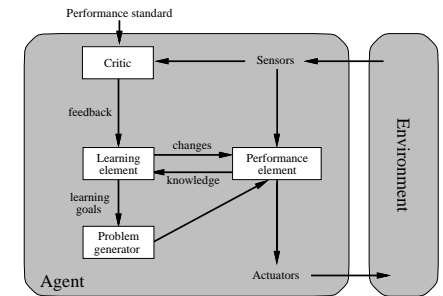 Performance standard
Critic
Sensors
feedback
changes
Learning
element
Performance
element
knowledge
learning
goals
Problem
generator
Agent
Actuators
Environment